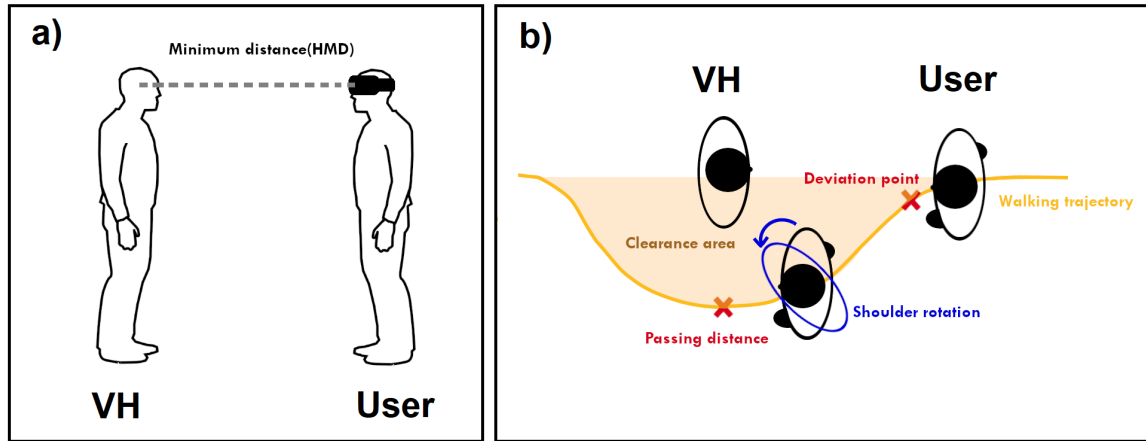 a)
Minimum distance(HMD)
VH
User
b)
VH
User
Deviation point
Walking trajectory
Clearance area
Shoulder rotation
Passing distance